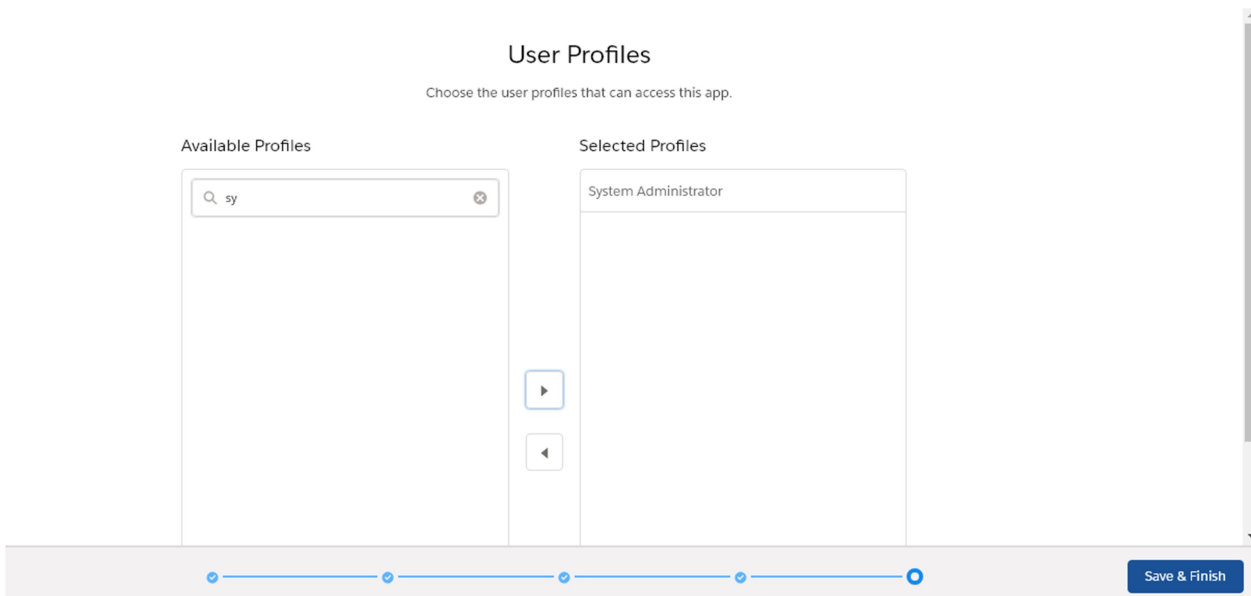 User Profiles
Choose the user profiles that can access this app.
Available Profiles
Selected Profiles
sy
System Administrator
Save & Finish